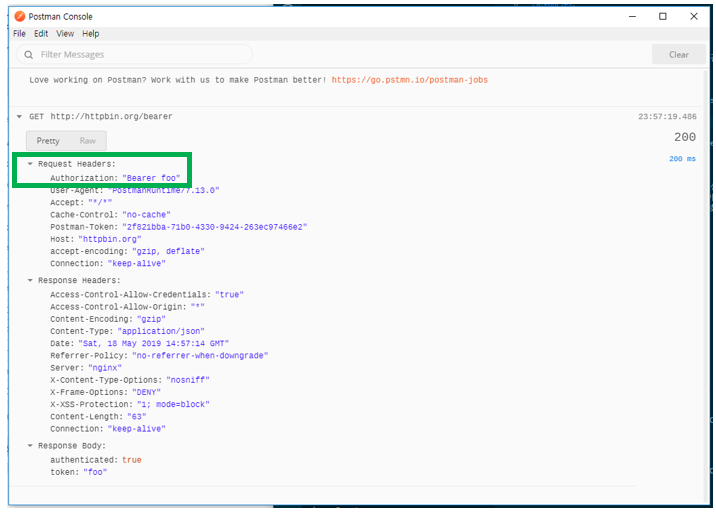 Postman Console
File Edit View Help
Filter Messages
Clear
Love working on Postman? Work with us to make Postman better! https://go.pstmn.io/postman-jobs
GET http://httpbin.org/bearer 23:57:19.486
Pretty Raw 200
200 ms
Request Headers:
Authorization: "Bearer foo"
User-Agent: "PostmanRuntime/7.13.0"
Accept: "*/*"
Cache-Control: "no-cache"
Postman-Token: "2f821bba-71b0-4330-9424-263ec97466e2"
Host: "httpbin.org"
accept-encoding: "gzip, deflate"
Connection: "keep-alive"
Response Headers:
Access-Control-Allow-Credentials: "true"
Access-Control-Allow-Origin: "*"
Content-Encoding: "gzip"
Content-Type: "application/json"
Date: "Sat, 18 May 2019 14:57:14 GMT"
Referrer-Policy: "no-referrer-when-downgrade"
Server: "nginx"
X-Content-Type-Options: "nosniff"
X-Frame-Options: "DENY"
X-XSS-Protection: "1; mode=block"
Content-Length: "63"
Connection: "keep-alive"
Response Body:
authenticated: true
token: "foo"